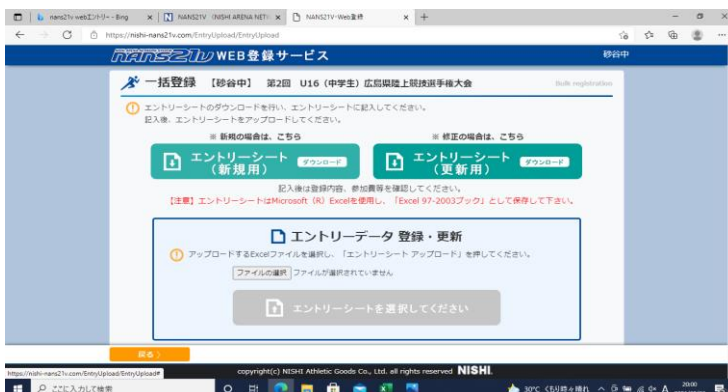 nans21v webエントリー - Bing
NANS21V (NISHI ARENA NET)
NANS21V-Web登録
https://nishi-nans21v.com/EntryUpload/EntryUpload
NANS21V WEB登録サービス
砂谷中
一括登録 【砂谷中】 第2回 U16（中学生）広島県陸上競技選手権大会
Bulk registration
エントリーシートのダウンロードを行い、エントリーシートに記入してください。
記入後、エントリーシートをアップロードしてください。
※ 新規の場合は、こちら
※ 修正の場合は、こちら
エントリーシート（新規用） ダウンロード
エントリーシート（更新用） ダウンロード
記入後は登録内容、参加費等を確認してください。
【注意】エントリーシートはMicrosoft（R）Excelを使用し、「Excel 97-2003ブック」として保存して下さい。
エントリーデータ 登録・更新
アップロードするExcelファイルを選択し、「エントリーシート アップロード」を押してください。
ファイルの選択 ファイルが選択されていません
エントリーシートを選択してください
戻る
https://nishi-nans21v.com/EntryUpload/EntryUpload#
copyright(c) NISHI Athletic Goods Co., Ltd. all rights reserved NISHI.
ここに入力して検索
30°C くもり時々晴れ
A
20:00